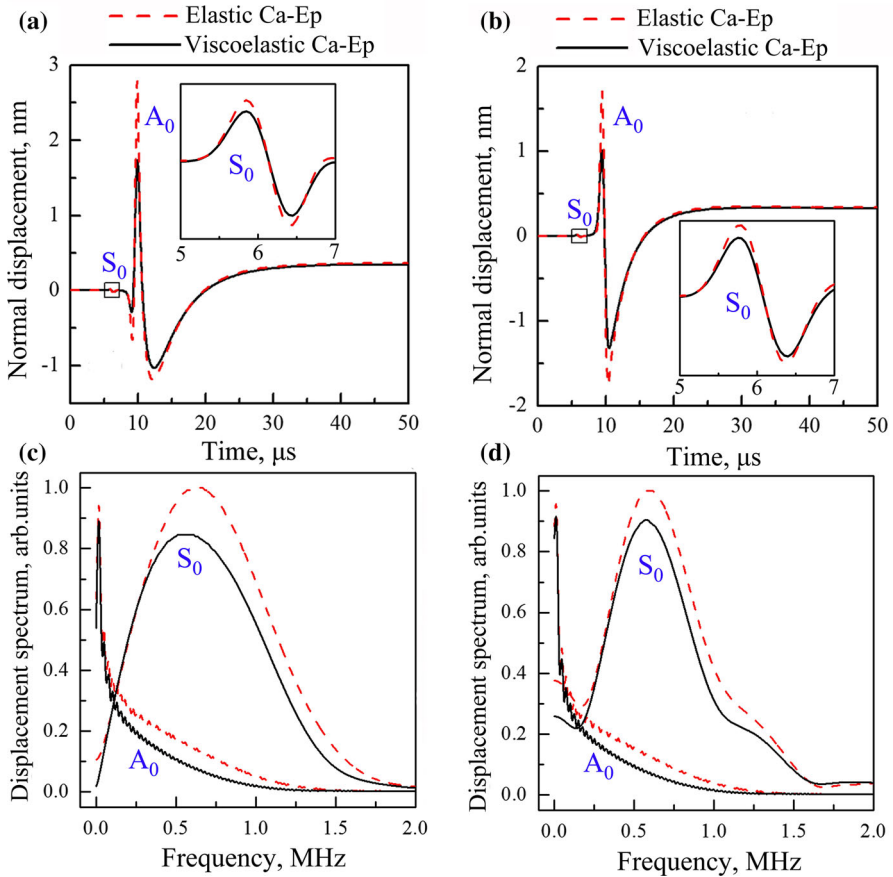 (a)
Elastic Ca-Ep
Viscoelastic Ca-Ep
Normal displacement, nm
3
2
1
0
-1
A₀
S₀
S₀
5 6 7
0 10 20 30 40 50
Time, μs
(b)
Elastic Ca-Ep
Viscoelastic Ca-Ep
Normal displacement, nm
2
1
0
-1
-2
A₀
S₀
S₀
5 6 7
0 10 20 30 40 50
Time, μs
(c)
Displacement spectrum, arb.units
1.0
0.8
0.6
0.4
0.2
0.0
S₀
A₀
0.0 0.5 1.0 1.5 2.0
Frequency, MHz
(d)
Displacement spectrum, arb.units
1.0
0.8
0.6
0.4
0.2
0.0
S₀
A₀
0.0 0.5 1.0 1.5 2.0
Frequency, MHz